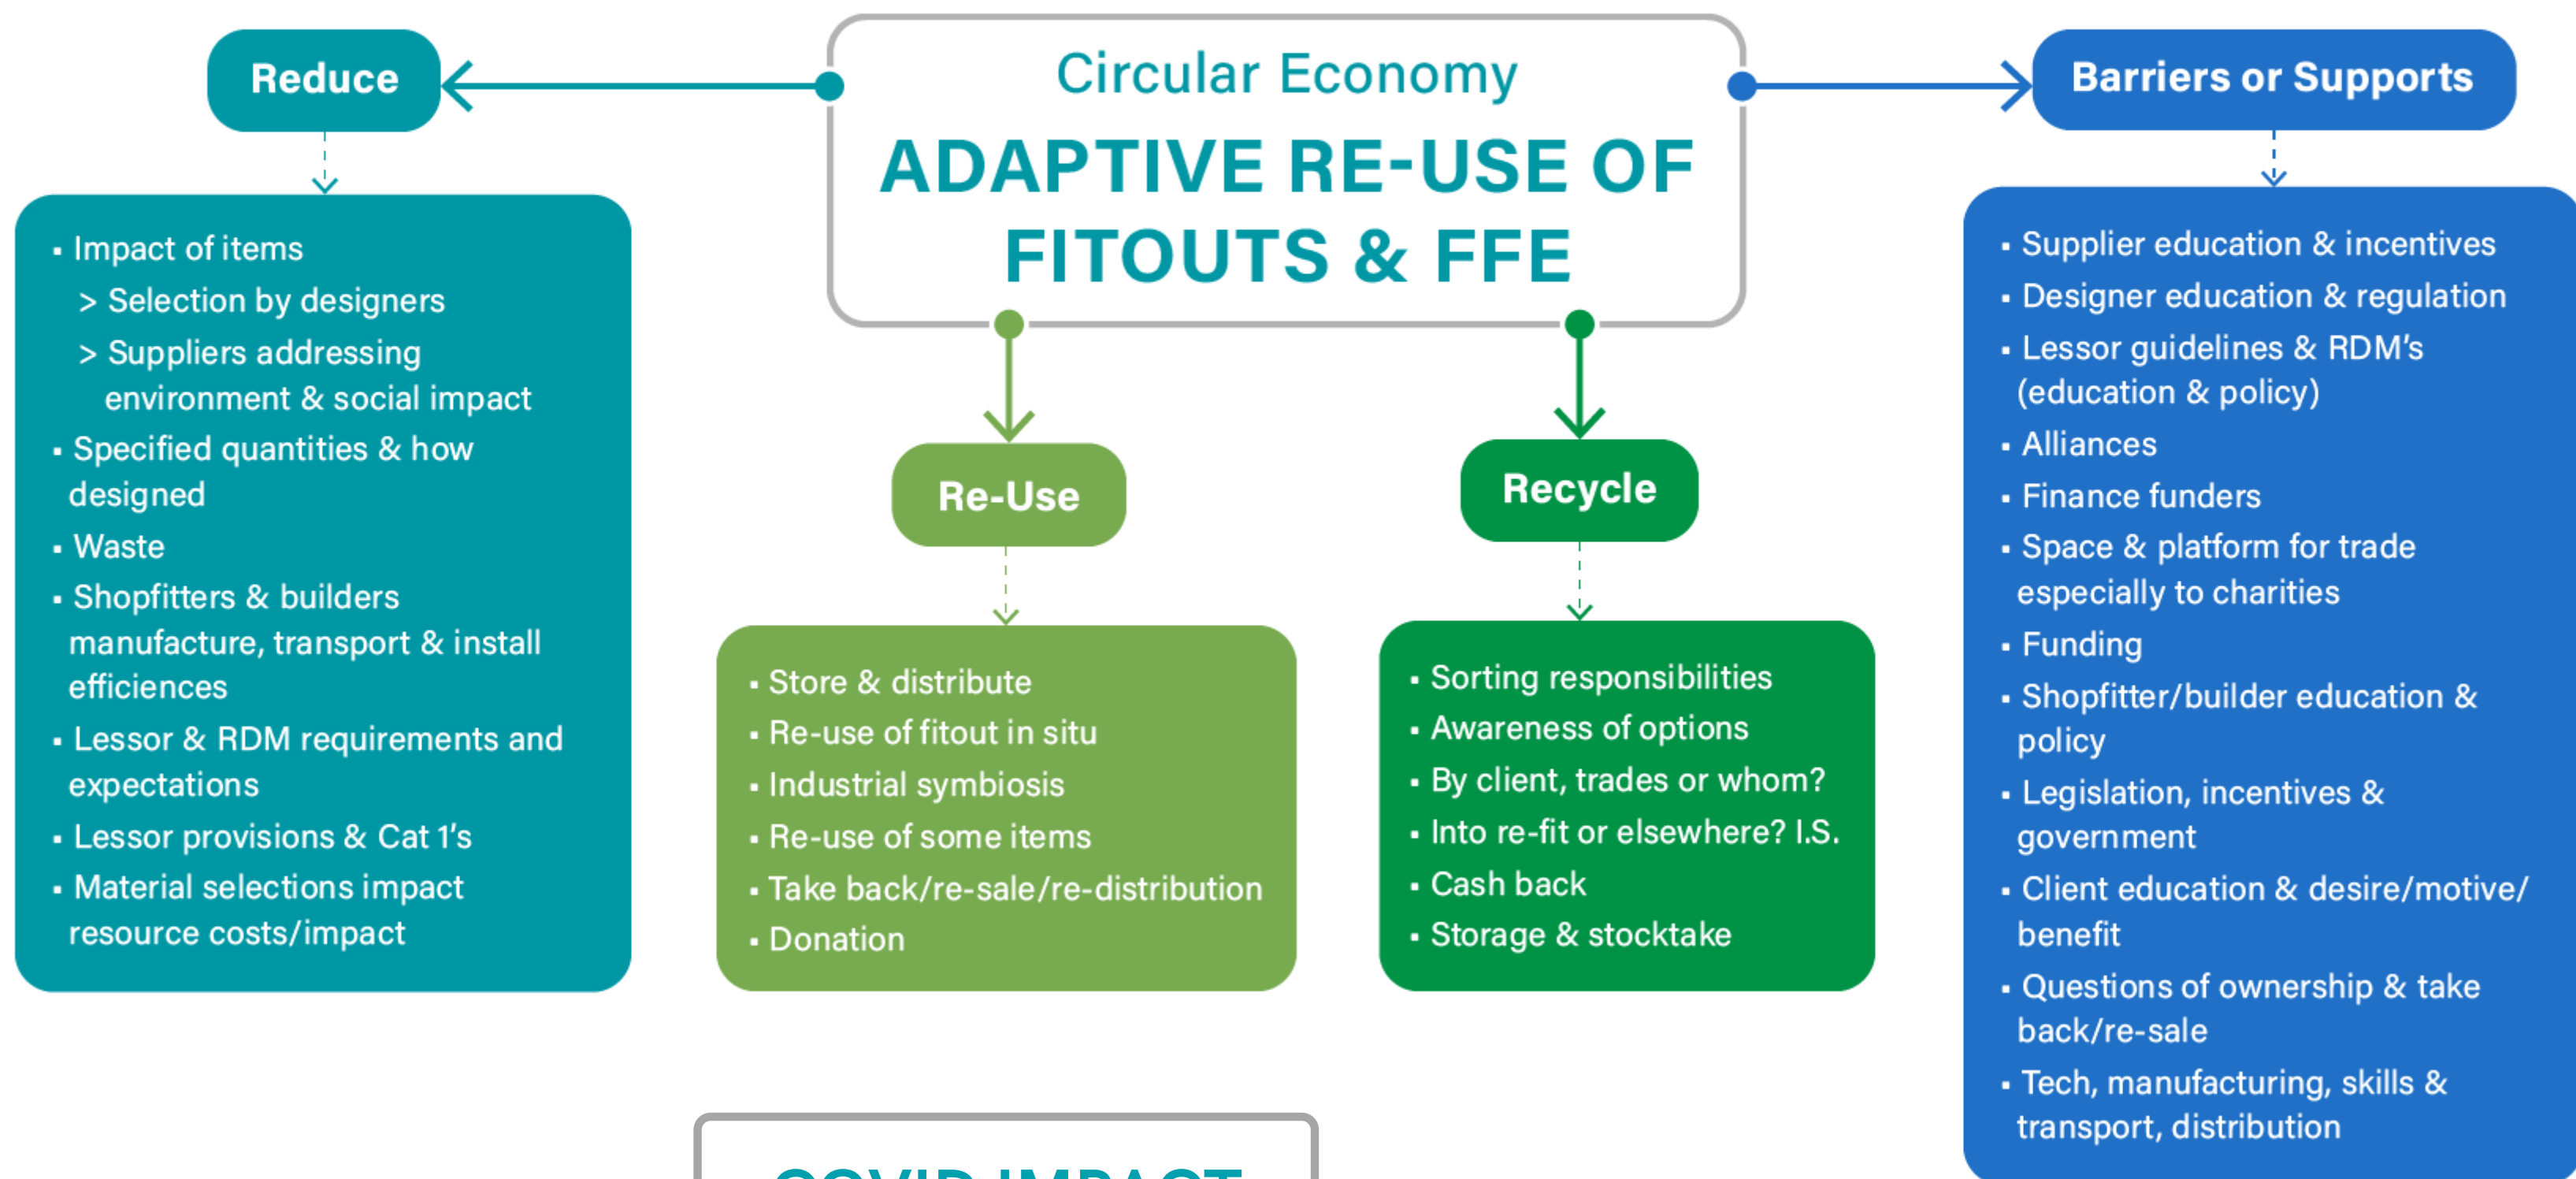 Circular Economy
ADAPTIVE RE-USE OF
FITOUTS & FFE
Reduce
▪ Impact of items
> Selection by designers
> Suppliers addressing
environment & social impact
▪ Specified quantities & how
designed
▪ Waste
▪ Shopfitters & builders
manufacture, transport & install
efficiences
▪ Lessor & RDM requirements and
expectations
▪ Lessor provisions & Cat 1's
▪ Material selections impact
resource costs/impact
Re-Use
▪ Store & distribute
▪ Re-use of fitout in situ
▪ Industrial symbiosis
▪ Re-use of some items
▪ Take back/re-sale/re-distribution
▪ Donation
Recycle
▪ Sorting responsibilities
▪ Awareness of options
▪ By client, trades or whom?
▪ Into re-fit or elsewhere? I.S.
▪ Cash back
▪ Storage & stocktake
Barriers or Supports
▪ Supplier education & incentives
▪ Designer education & regulation
▪ Lessor guidelines & RDM's
(education & policy)
▪ Alliances
▪ Finance funders
▪ Space & platform for trade
especially to charities
▪ Funding
▪ Shopfitter/builder education &
policy
▪ Legislation, incentives &
government
▪ Client education & desire/motive/
benefit
▪ Questions of ownership & take
back/re-sale
▪ Tech, manufacturing, skills &
transport, distribution
COVID IMPACT